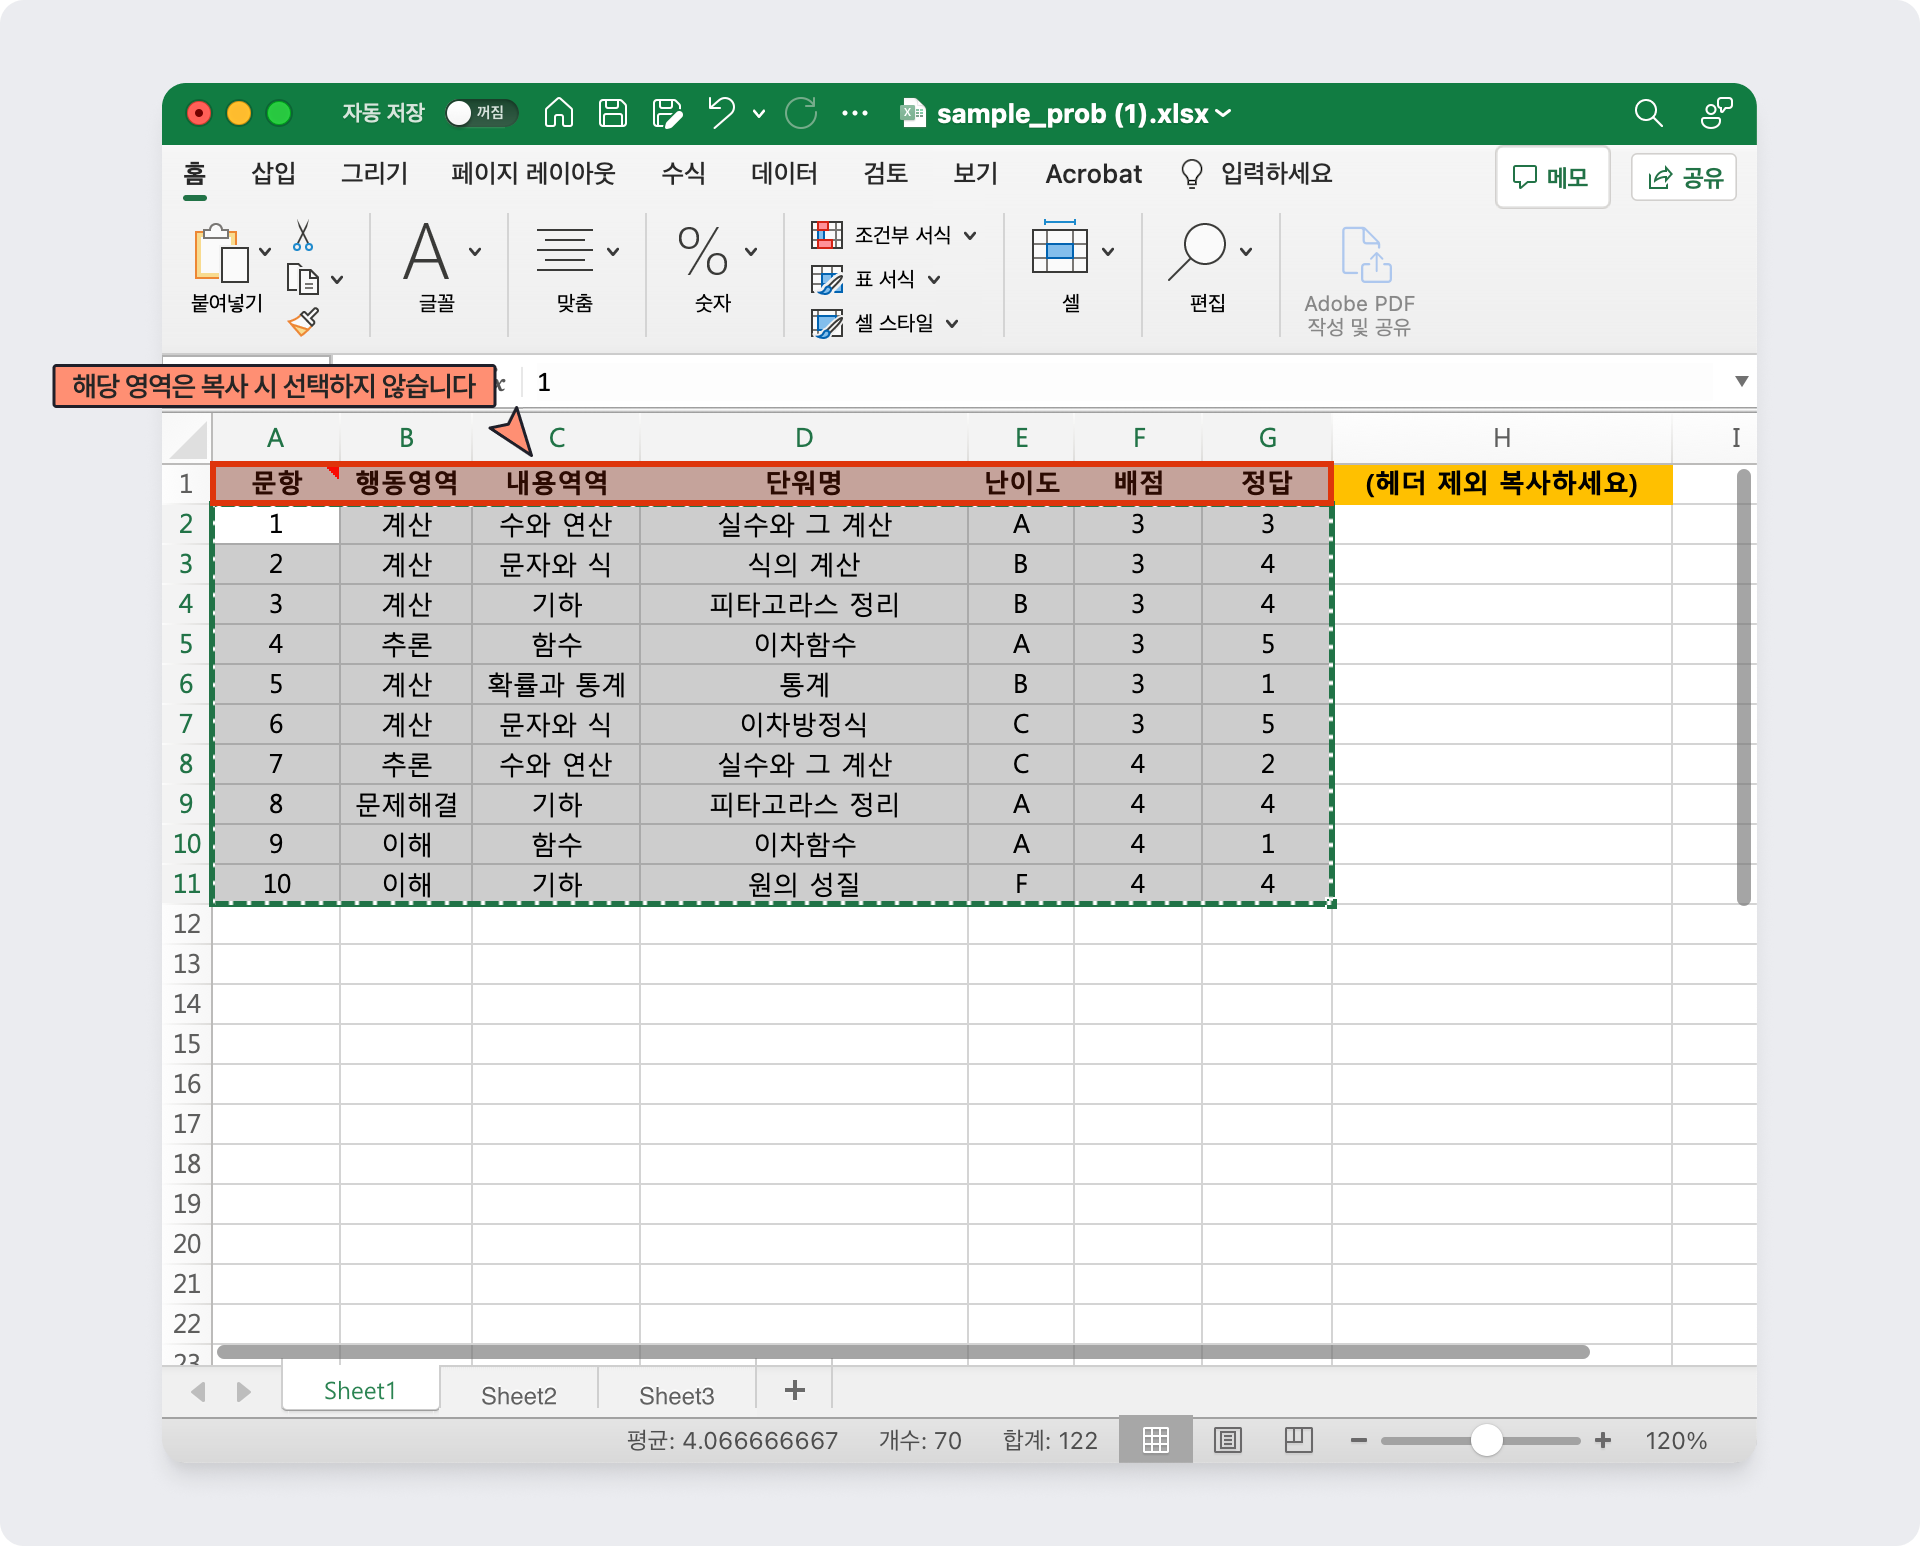 자동 저장 꺼짐 sample_prob (1).xlsx
홈 삽입 그리기 페이지 레이아웃 수식 데이터 검토 보기 Acrobat 입력하세요 메모 공유
붙여넣기 글꼴 맞춤 숫자 조건부 서식 표 서식 셀 스타일 셀 편집 Adobe PDF 작성 및 공유
해당 영역은 복사 시 선택하지 않습니다 x 1
A B C D E F G H I
1 문항 행동영역 내용역역 단워명 난이도 배점 정답 (헤더 제외 복사하세요)
2 1 계산 수와 연산 실수와 그 계산 A 3 3
3 2 계산 문자와 식 식의 계산 B 3 4
4 3 계산 기하 피타고라스 정리 B 3 4
5 4 추론 함수 이차함수 A 3 5
6 5 계산 확률과 통계 통계 B 3 1
7 6 계산 문자와 식 이차방정식 C 3 5
8 7 추론 수와 연산 실수와 그 계산 C 4 2
9 8 문제해결 기하 피타고라스 정리 A 4 4
10 9 이해 함수 이차함수 A 4 1
11 10 이해 기하 원의 성질 F 4 4
12
13
14
15
16
17
18
19
20
21
22
23
Sheet1 Sheet2 Sheet3
평균: 4.066666667 개수: 70 합계: 122 120%